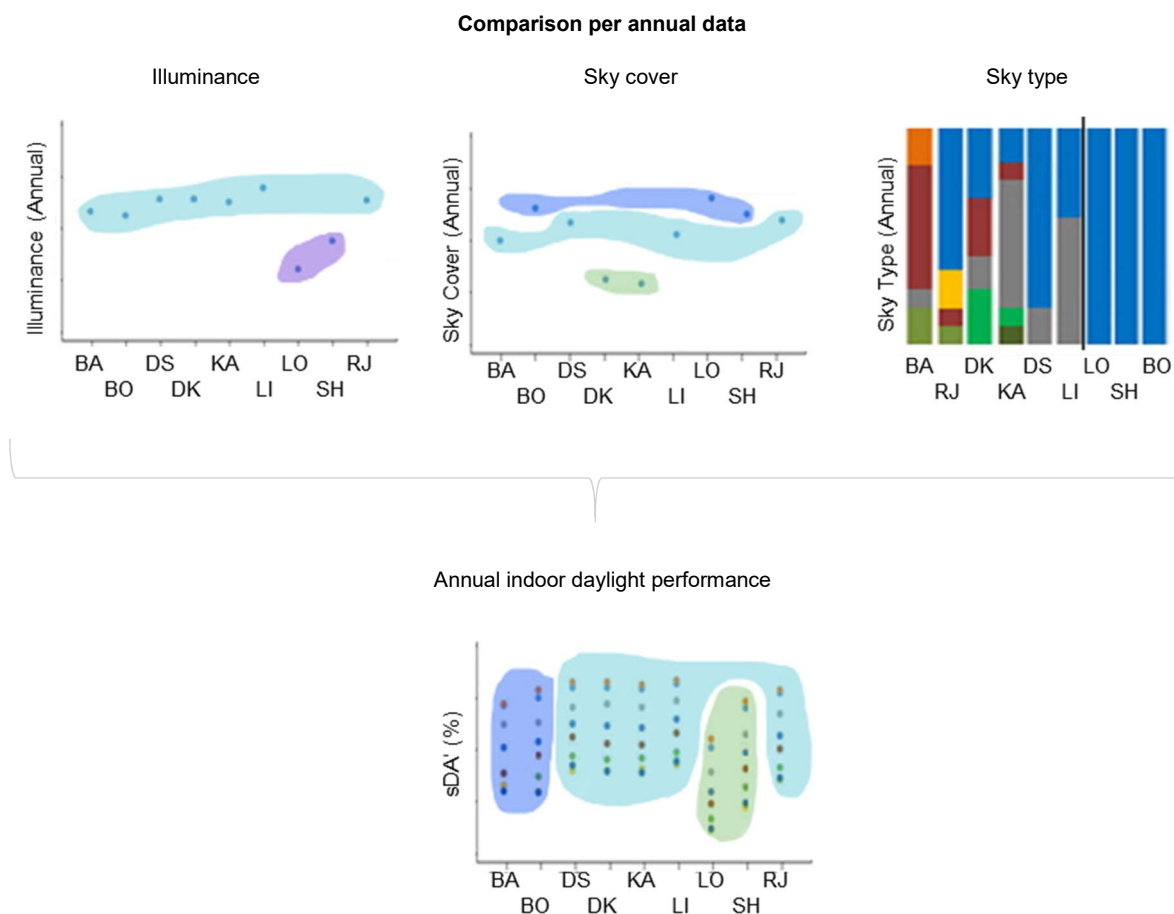 Comparison per annual data
Illuminance
Sky cover
Sky type
Illuminance (Annual)
BA DS KA LO RJ
BO DK LI SH
Sky Cover (Annual)
BA DS KA LO RJ
BO DK LI SH
Sky Type (Annual)
BA DK DS LO BO
RJ KA LI SH
Annual indoor daylight performance
sDA' (%)
BA DS KA LO RJ
BO DK LI SH